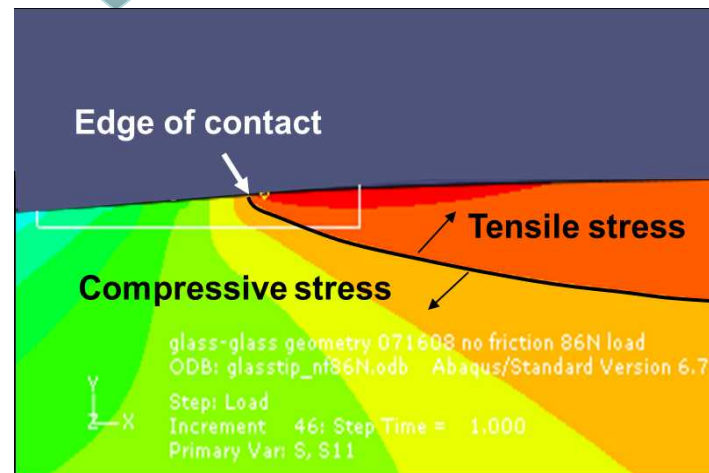 Edge of contact
Tensile stress
Compressive stress
glass-glass geometry 071608 no friction 86N load
ODB: glasstip_nf86N.odb Abaqus/Standard Version 6.7
Y
Z X
Step: Load
Increment 46: Step Time = 1.000
Primary Var: S, S11